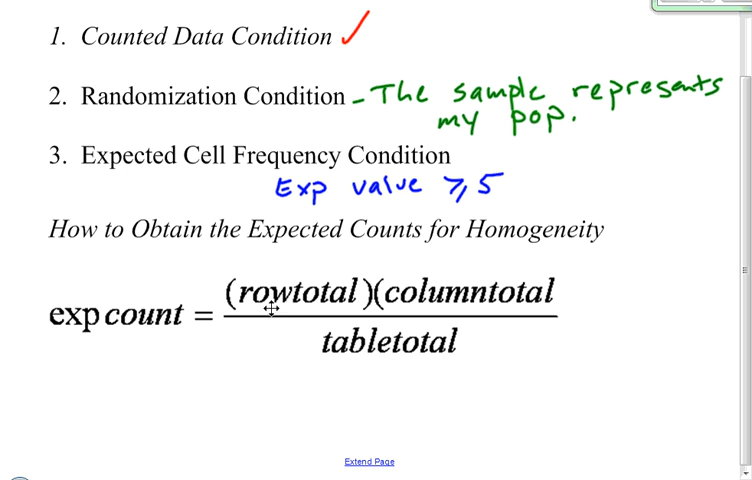 1. Counted Data Condition ✓
2. Randomization Condition - The sample represents
my pop.
3. Expected Cell Frequency Condition
Exp value ≥ 5
How to Obtain the Expected Counts for Homogeneity
exp count = (rowtotal)(columntotal
tabletotal
Extend Page